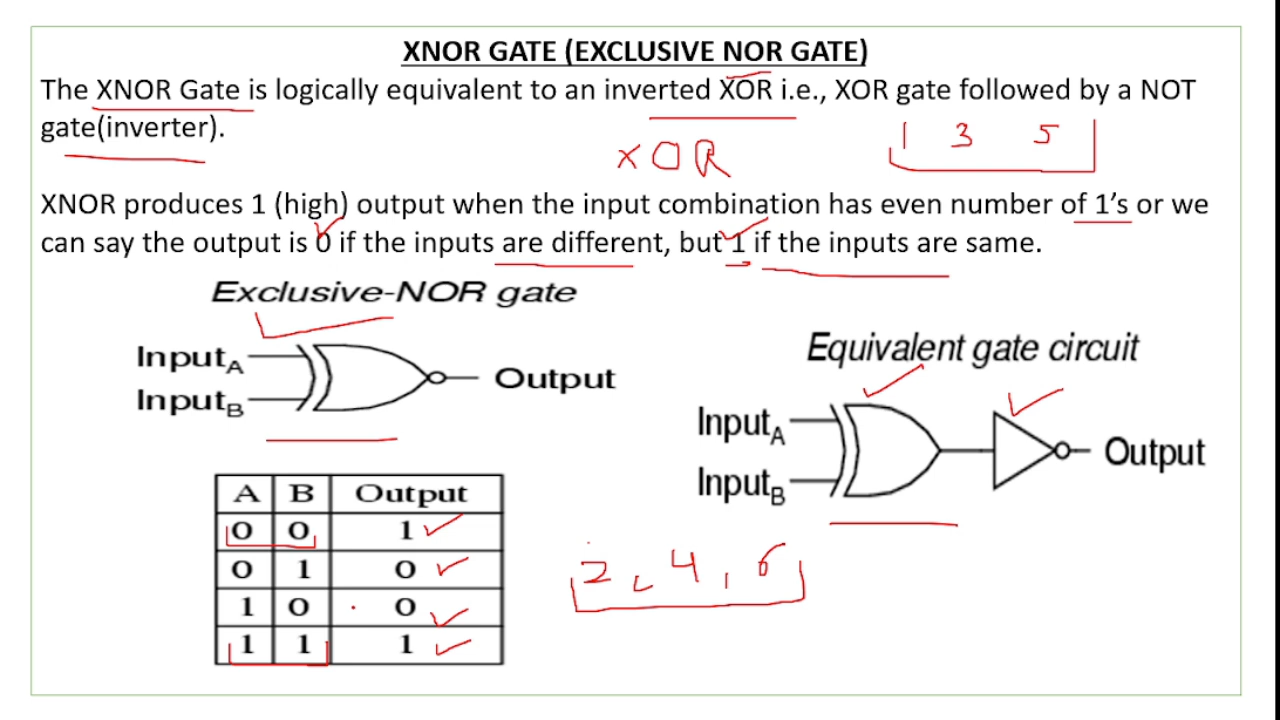 XNOR GATE (EXCLUSIVE NOR GATE)
The XNOR Gate is logically equivalent to an inverted XOR i.e., XOR gate followed by a NOT
gate(inverter).
1 3 5
XOR
XNOR produces 1 (high) output when the input combination has even number of 1's or we
can say the output is 0 if the inputs are different, but 1 if the inputs are same.
Exclusive-NOR gate
InputA
InputB
Output
Equivalent gate circuit
InputA
InputB
Output
A B Output
0 0 1
0 1 0
1 0 0
1 1 1
2, 4, 6